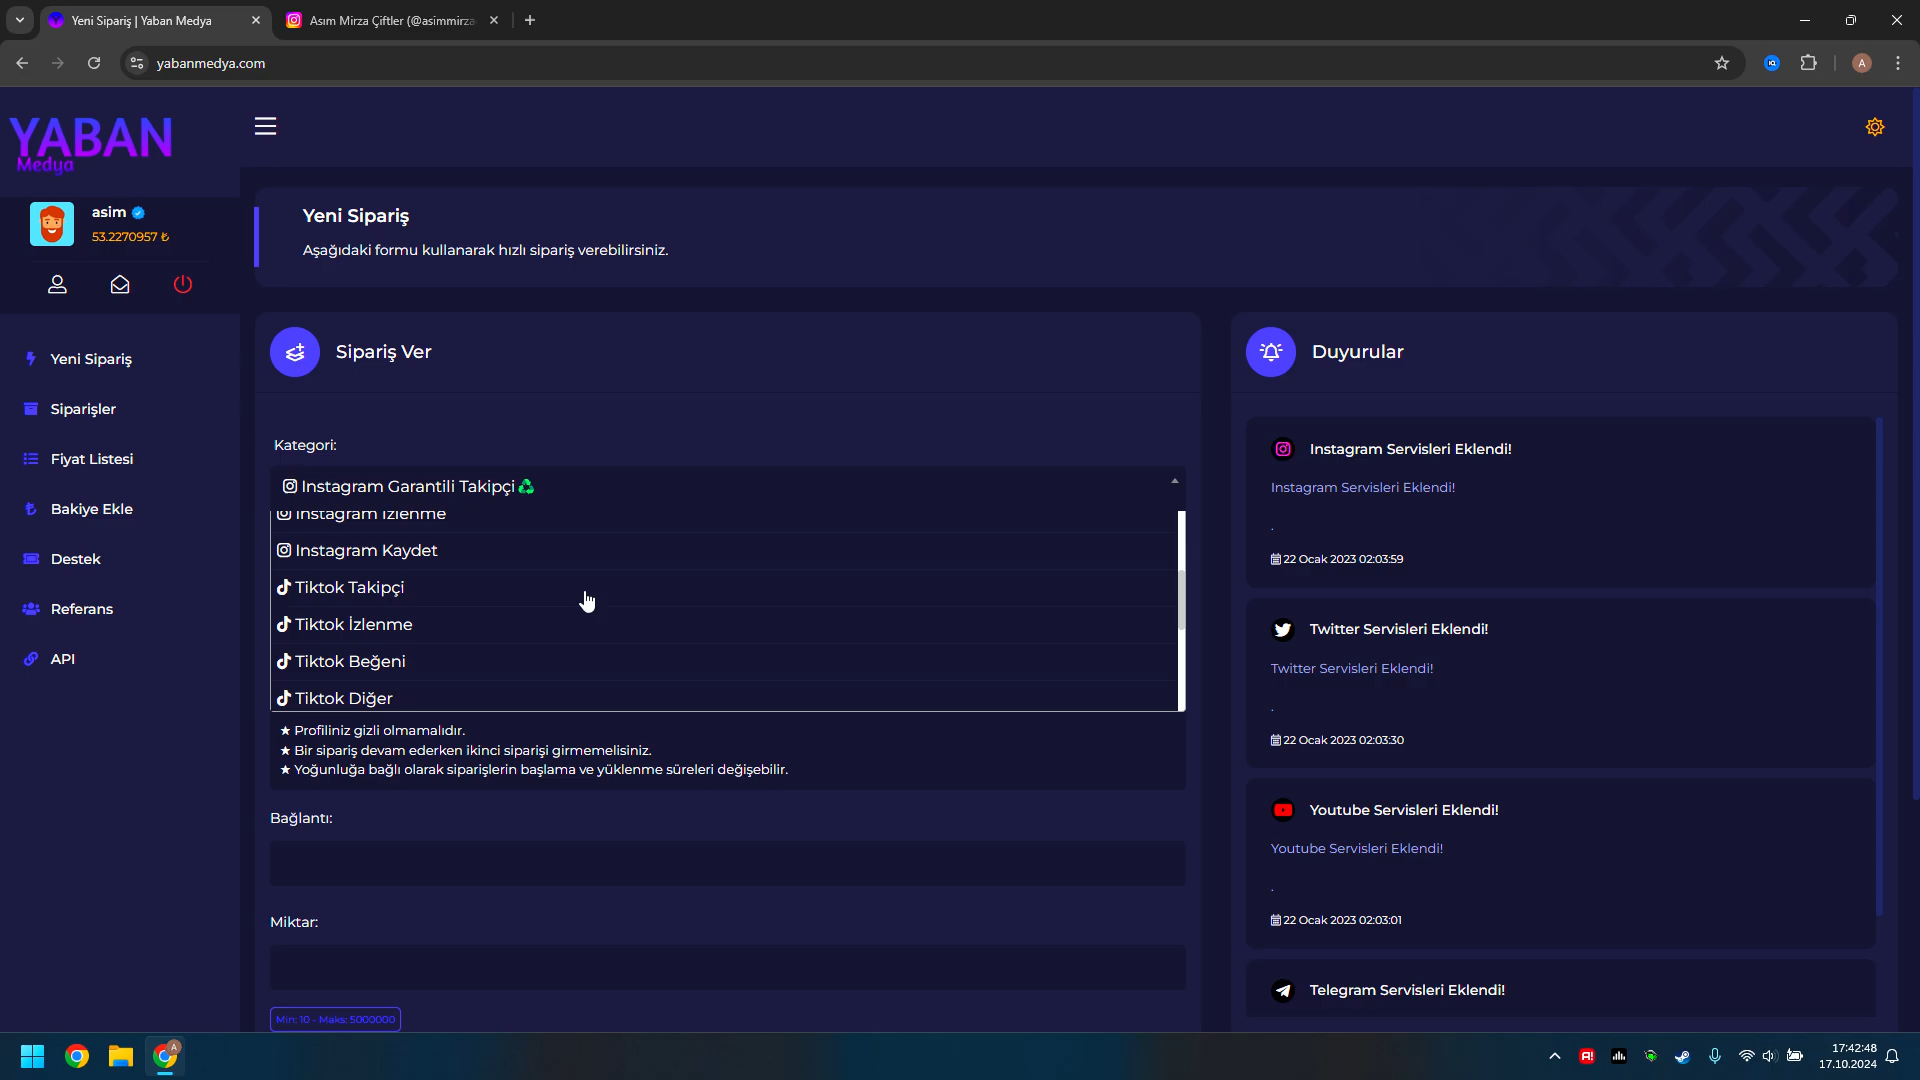 Yeni Sipariş | Yaban Medya
Asım Mirza Çiftler (@asimmirza
yabanmedya.com
A
YABAN
Medya
asim
53.2270957 ₺
Yeni Sipariş
Aşağıdaki formu kullanarak hızlı sipariş verebilirsiniz.
Yeni Sipariş
Siparişler
Fiyat Listesi
Bakiye Ekle
Destek
Referans
API
Sipariş Ver
Kategori:
Instagram Garantili Takipçi♻
Instagram İzlenme
Instagram Kaydet
Tiktok Takipçi
Tiktok İzlenme
Tiktok Beğeni
Tiktok Diğer
★ Profiliniz gizli olmamalıdır.
★ Bir sipariş devam ederken ikinci siparişi girmemelisiniz.
★ Yoğunluğa bağlı olarak siparişlerin başlama ve yüklenme süreleri değişebilir.
Bağlantı:
Miktar:
Min: 10 - Maks: 5000000
Duyurular
Instagram Servisleri Eklendi!
Instagram Servisleri Eklendi!
.
22 Ocak 2023 02:03:59
Twitter Servisleri Eklendi!
Twitter Servisleri Eklendi!
.
22 Ocak 2023 02:03:30
Youtube Servisleri Eklendi!
Youtube Servisleri Eklendi!
.
22 Ocak 2023 02:03:01
Telegram Servisleri Eklendi!
A
A!
17:42:48
17.10.2024